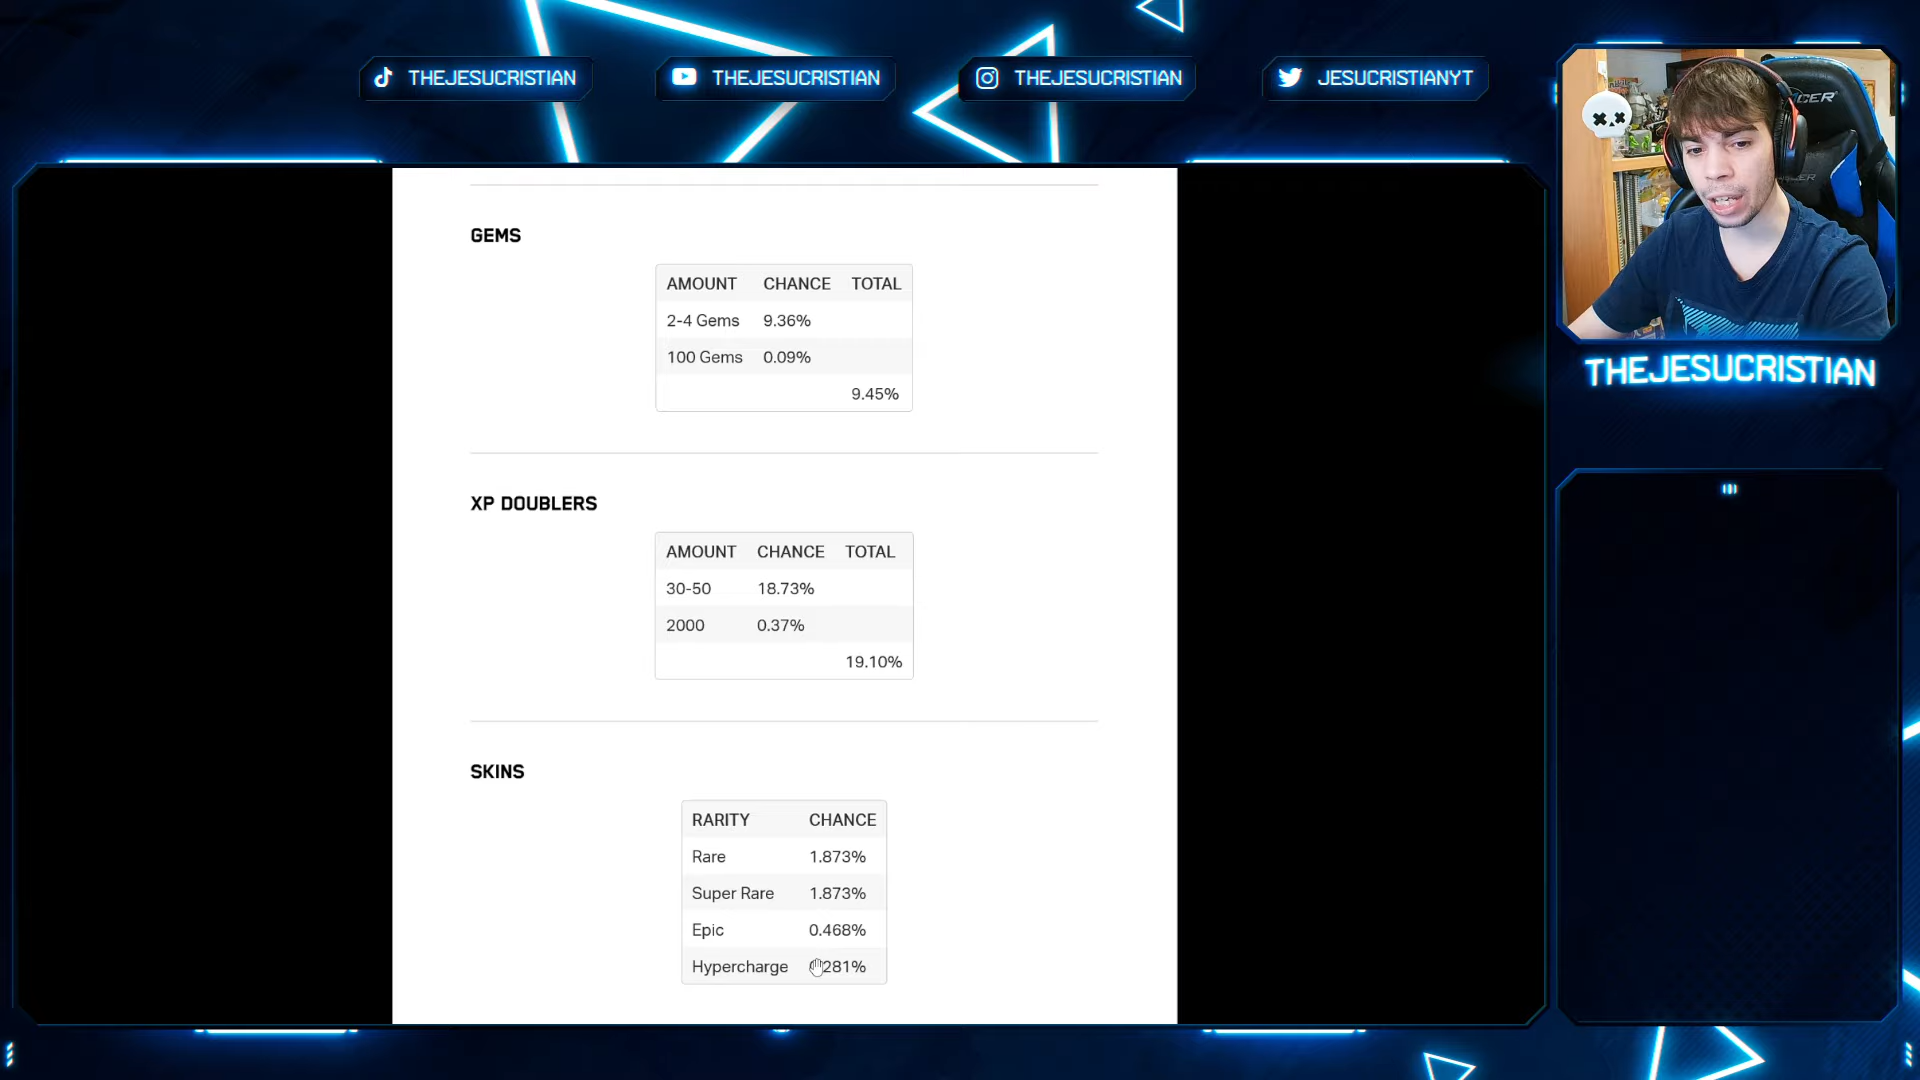 THEJESUCRISTIAN
THEJESUCRISTIAN
THEJESUCRISTIAN
JESUCRISTIANYT
THEJESUCRISTIAN
GEMS
AMOUNT CHANCE TOTAL
2-4 Gems 9.36%
100 Gems 0.09%
9.45%
XP DOUBLERS
AMOUNT CHANCE TOTAL
30-50 18.73%
2000 0.37%
19.10%
SKINS
RARITY CHANCE
Rare 1.873%
Super Rare 1.873%
Epic 0.468%
Hypercharge 281%